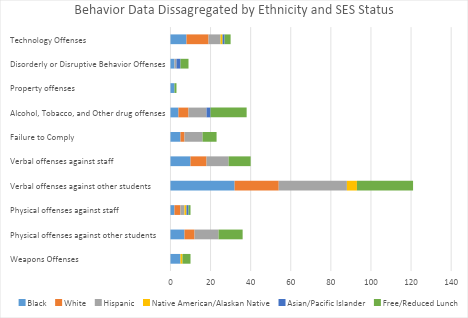 Behavior Data Dissagregated by Ethnicity and SES Status
Technology Offenses
Disorderly or Disruptive Behavior Offenses
Property offenses
Alcohol, Tobacco, and Other drug offenses
Failure to Comply
Verbal offenses against staff
Verbal offenses against other students
Physical offenses against staff
Physical offenses against other students
Weapons Offenses
0 20 40 60 80 100 120 140
Black White Hispanic Native American/Alaskan Native Asian/Pacific Islander Free/Reduced Lunch